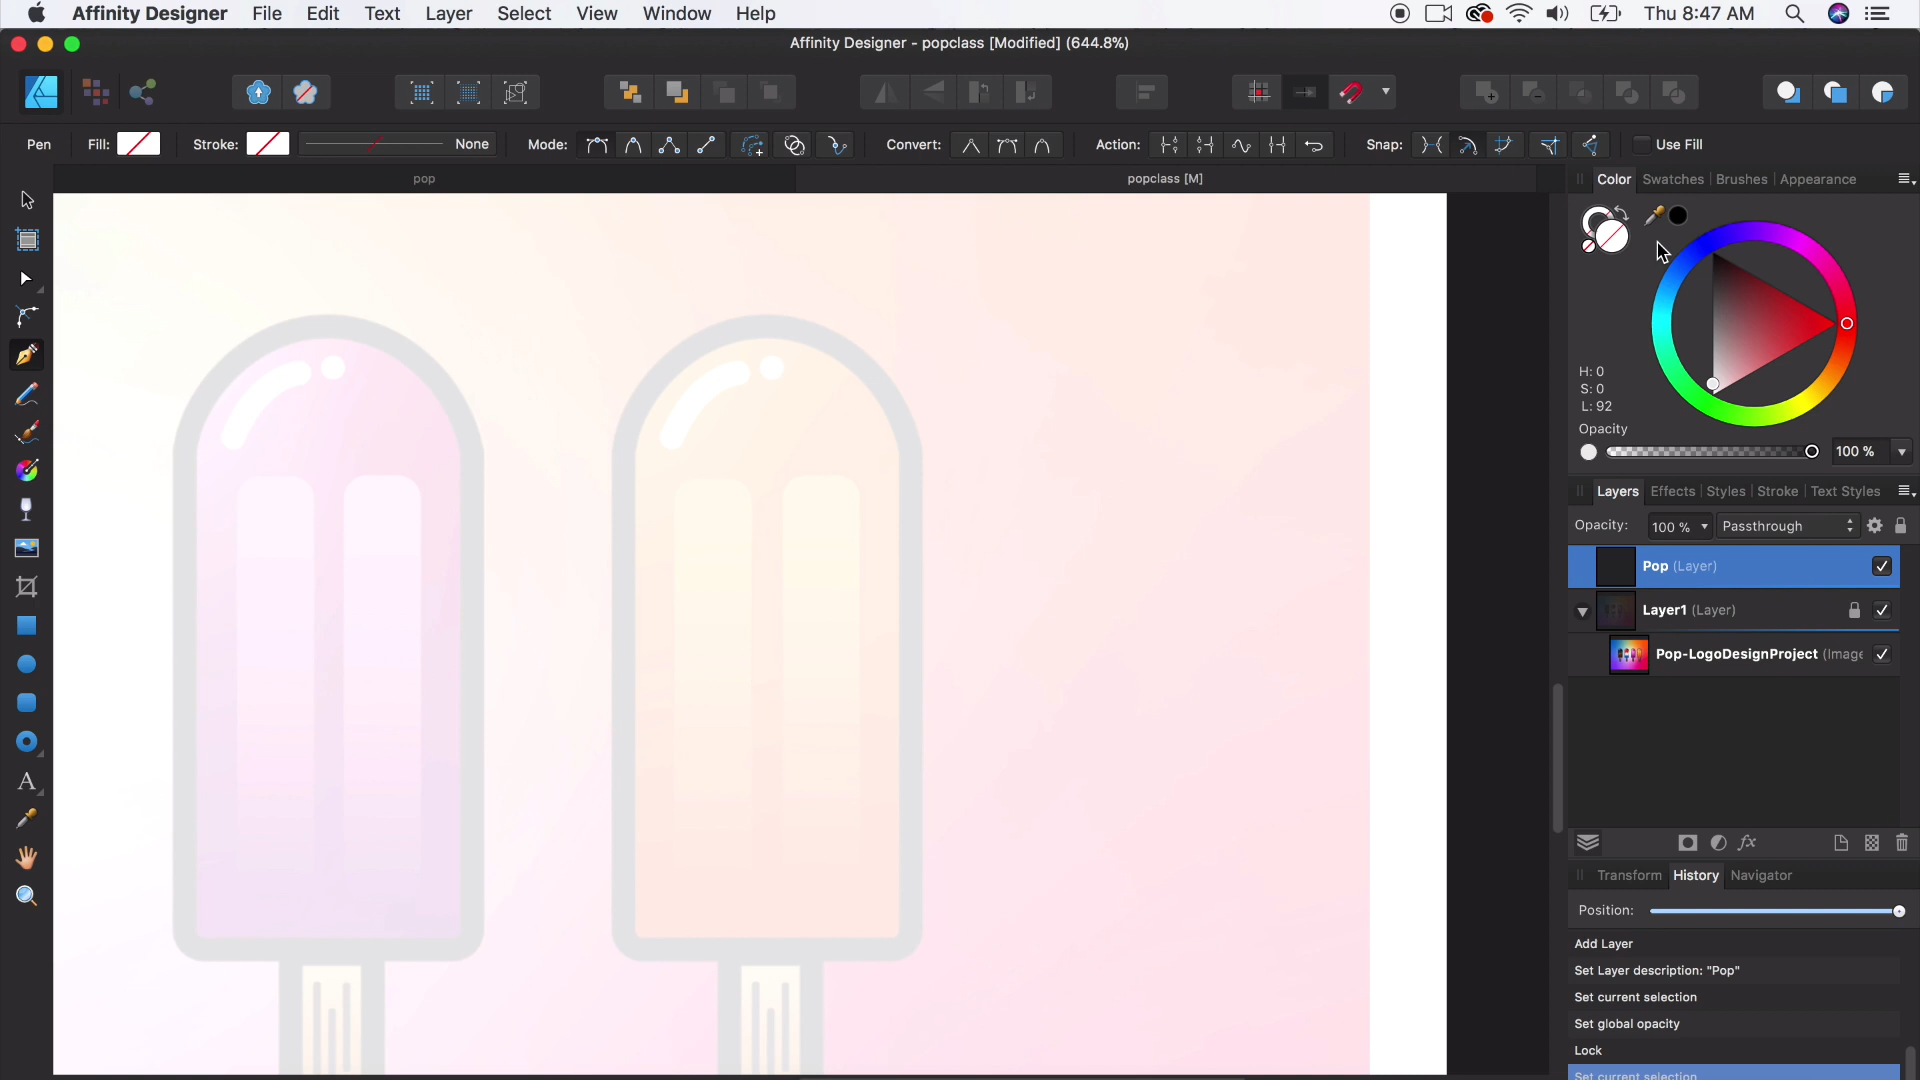 Affinity Designer File Edit Text Layer Select View Window Help Thu 8:47 AM
Affinity Designer - popclass [Modified] (644.8%)
Pen Fill: Stroke: None Mode: Convert: Action: Snap: Use Fill
pop popclass [M]
Color Swatches Brushes Appearance
H: 0
S: 0
L: 92
Opacity
100 %
Layers Effects Styles Stroke Text Styles
Opacity: 100 % Passthrough
Pop (Layer)
Layer1 (Layer)
Pop-LogoDesignProject (Image
fx
Transform History Navigator
Position:
Add Layer
Set Layer description: "Pop"
Set current selection
Set global opacity
Lock
Set current selection